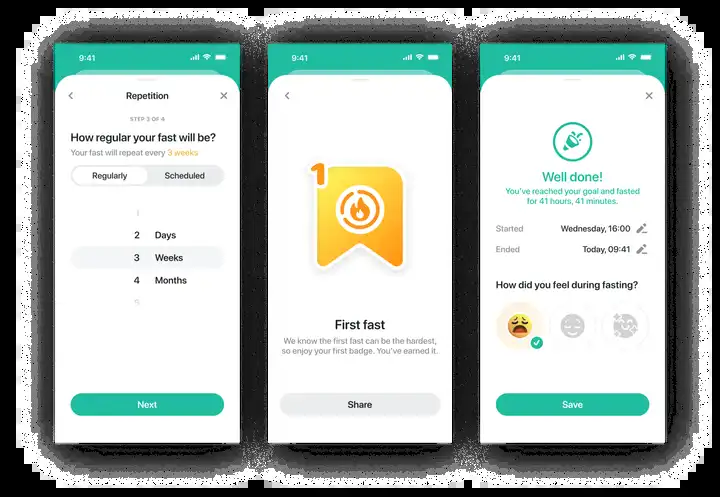 9:41
Repetition
STEP 3 OF 4
How regular your fast will be?
Your fast will repeat every 3 weeks
Regularly Scheduled
1
2 Days
3 Weeks
4 Months
5
Next
9:41
1
First fast
We know the first fast can be the hardest,
so enjoy your first badge. You've earned it.
Share
9:41
Well done!
You've reached your goal and fasted
for 41 hours, 41 minutes.
Started Wednesday, 16:00
Ended Today, 09:41
How did you feel during fasting?
Save